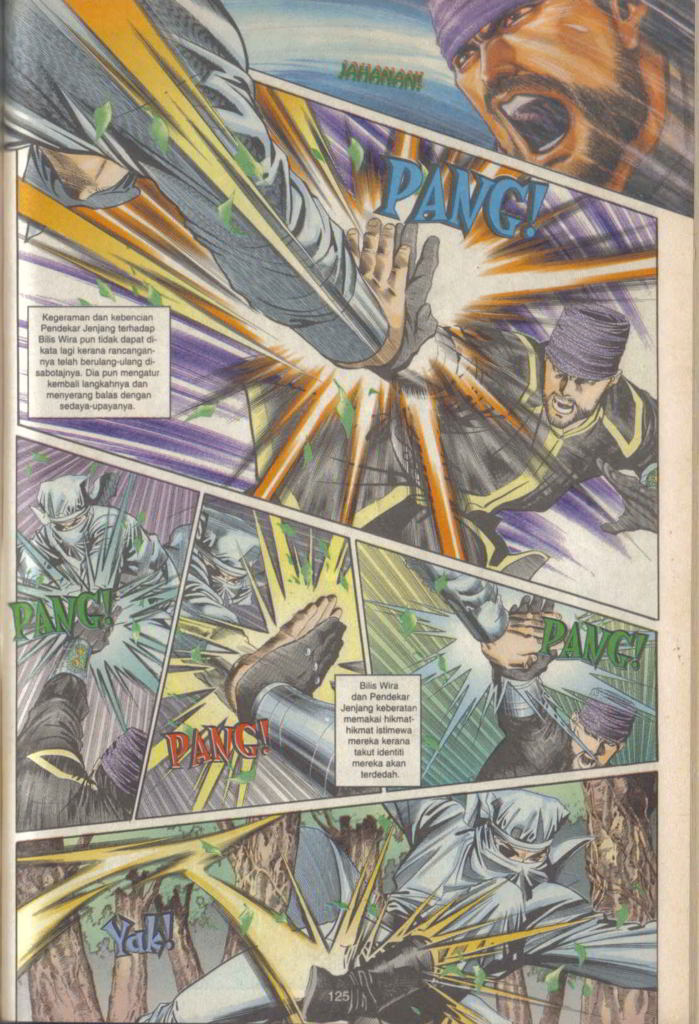 JAHANAM!
PANG!
Kegeraman dan kebencian
Pendekar Jenjang terhadap
Bilis Wira pun tidak dapat di-
kata lagi kerana rancangan-
nya telah berulang-ulang di-
sabotajnya. Dia pun mengatur
kembali langkahnya dan
menyerang balas dengan
sedaya-upayanya.
PANG!
PANG!
Bilis Wira
dan Pendekar
Jenjang keberatan
memakai hikmat-
hikmat istimewa
mereka kerana
takut identiti
mereka akan
terdedah.
PANG!
Yak!
125